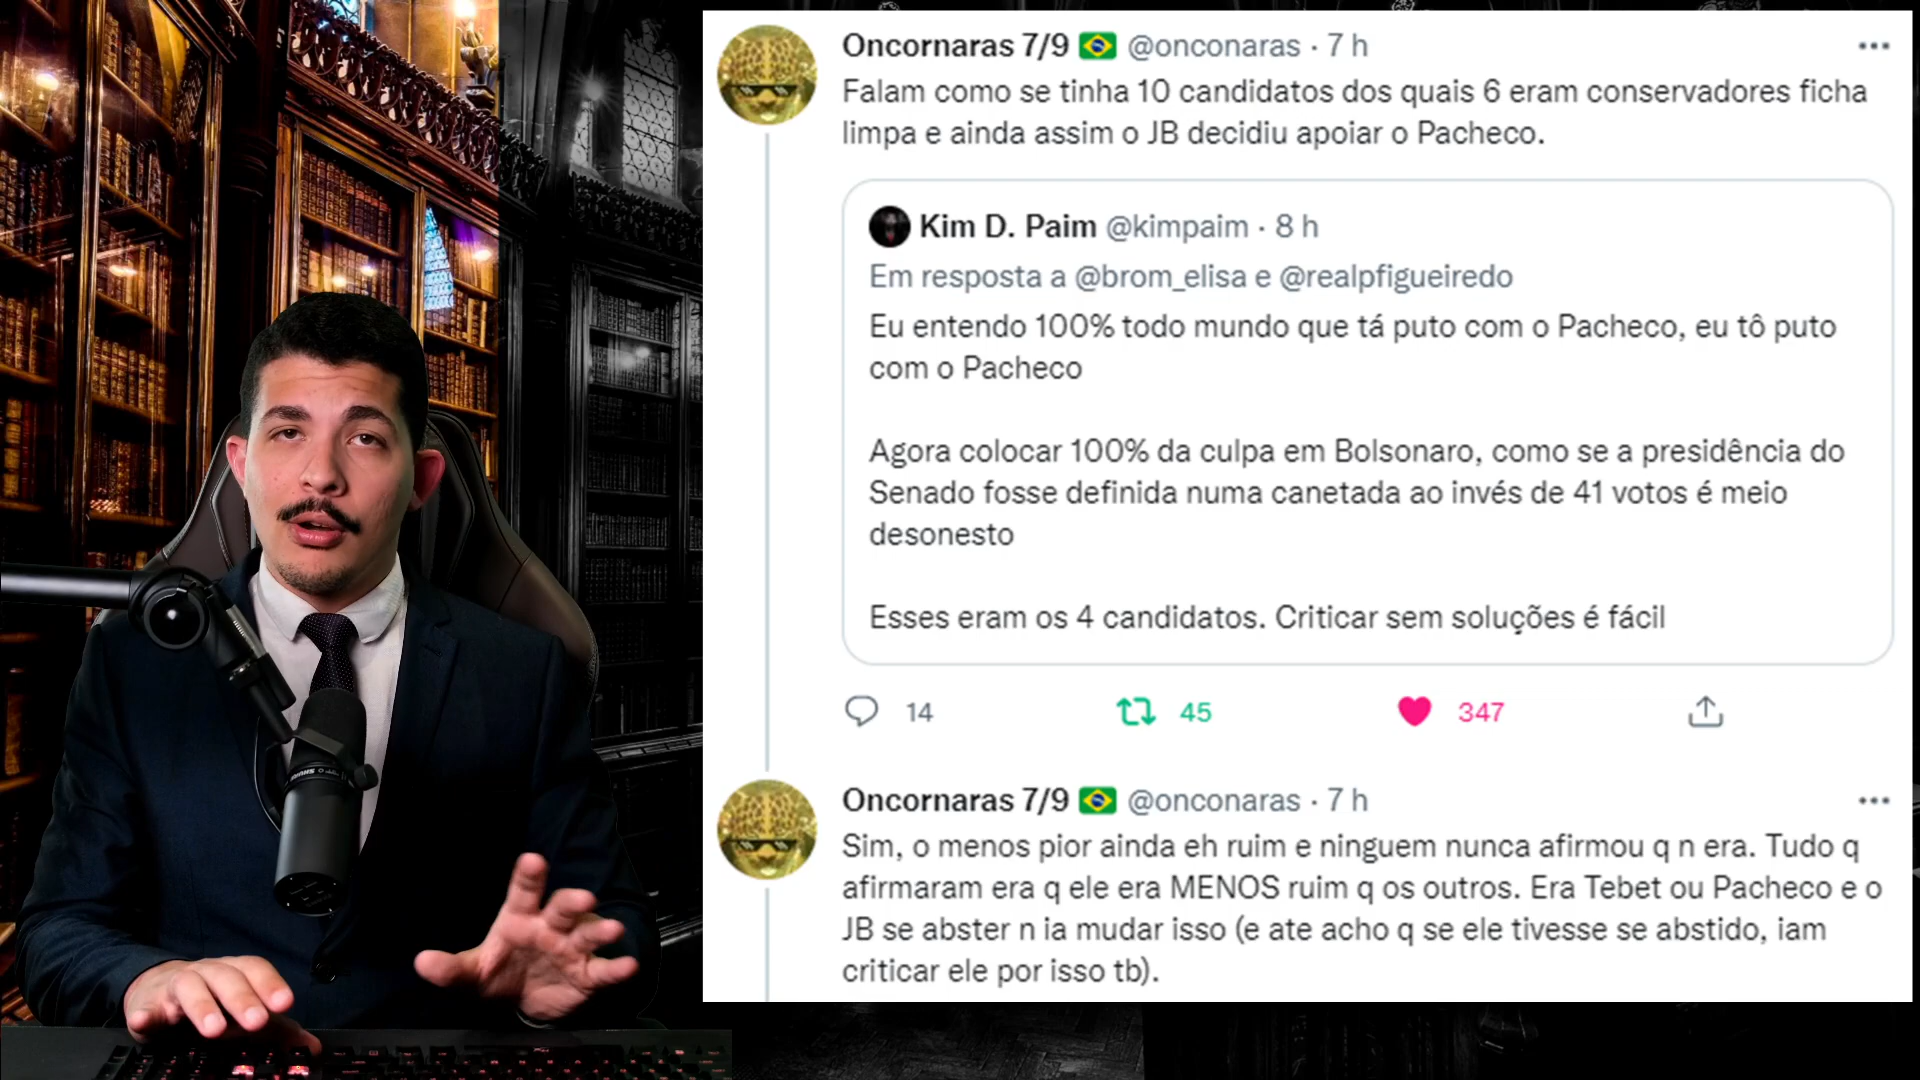 Oncornaras 7/9 🇧🇷 @onconaras · 7 h
Falam como se tinha 10 candidatos dos quais 6 eram conservadores ficha
limpa e ainda assim o JB decidiu apoiar o Pacheco.
Kim D. Paim @kimpaim · 8 h
Em resposta a @brom_elisa e @realpfigueiredo
Eu entendo 100% todo mundo que tá puto com o Pacheco, eu tô puto
com o Pacheco
Agora colocar 100% da culpa em Bolsonaro, como se a presidência do
Senado fosse definida numa canetada ao invés de 41 votos é meio
desonesto
Esses eram os 4 candidatos. Criticar sem soluções é fácil
14 45 347
Oncornaras 7/9 🇧🇷 @onconaras · 7 h
Sim, o menos pior ainda eh ruim e ninguem nunca afirmou q n era. Tudo q
afirmaram era q ele era MENOS ruim q os outros. Era Tebet ou Pacheco e o
JB se abster n ia mudar isso (e ate acho q se ele tivesse se abstido, iam
criticar ele por isso tb).